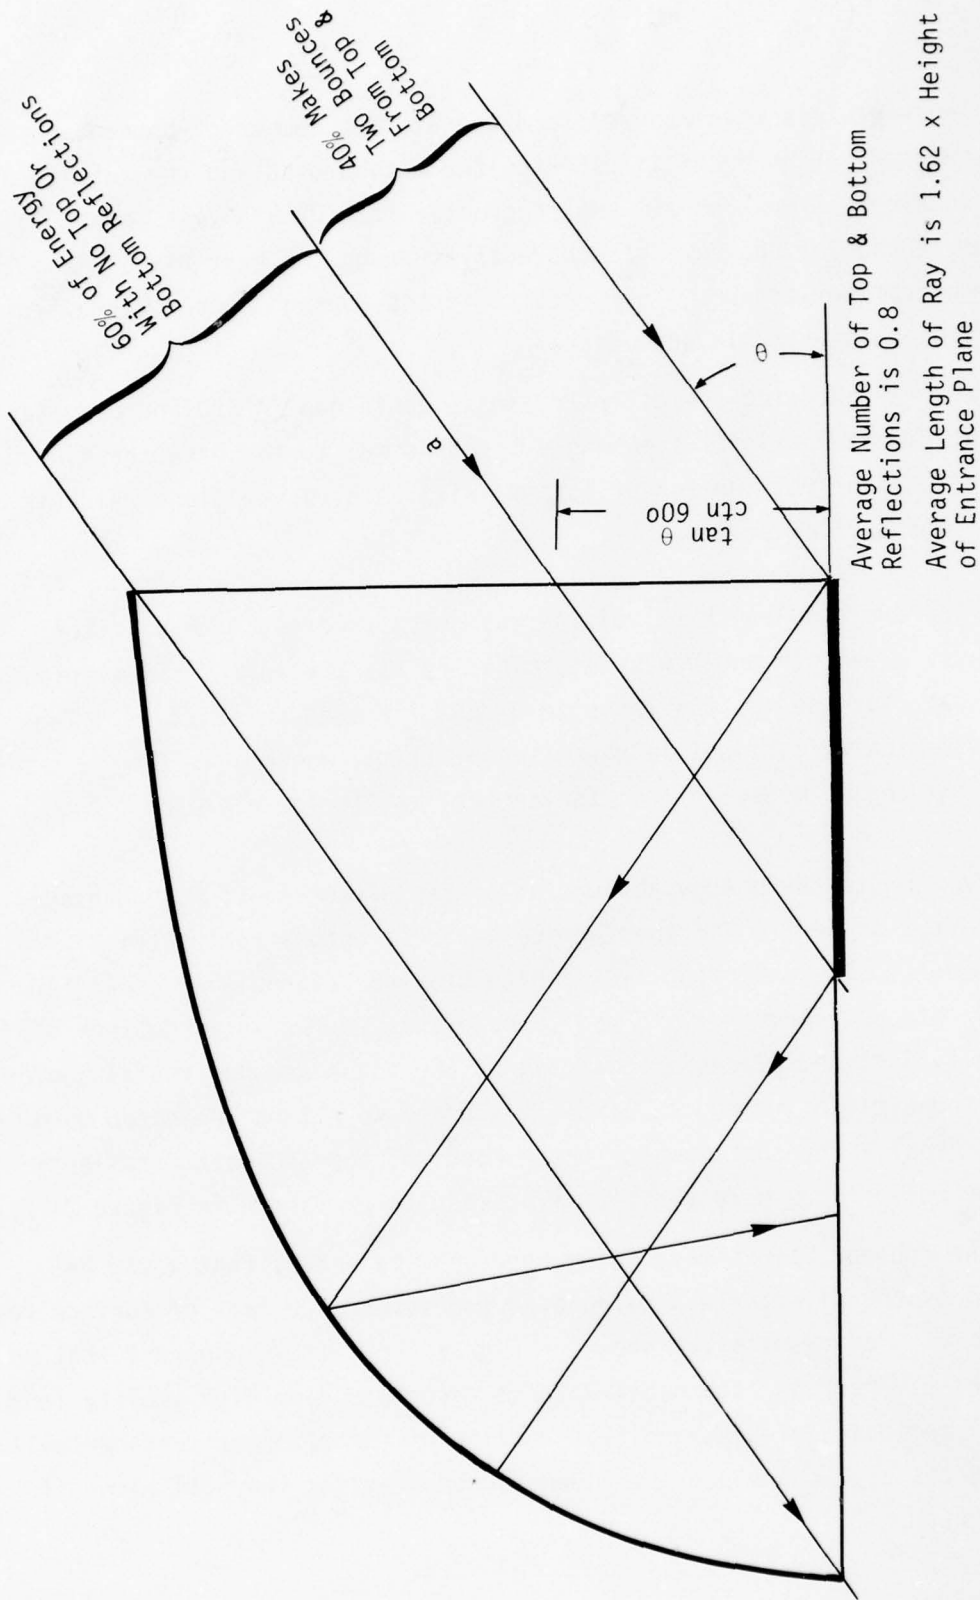 60% of Energy
With No Top Or
Bottom Reflections
40% Makes
Two Bounces
From Top &
Bottom
a
θ
tan θ
ctn 600
Average Number of Top & Bottom
Reflections is 0.8
Average Length of Ray is 1.62 x Height
of Entrance Plane